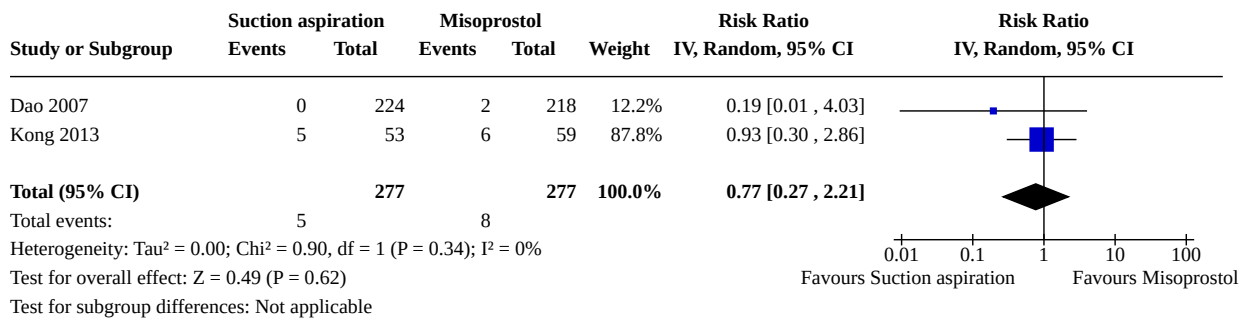 Suction aspiration Misoprostol Risk Ratio Risk Ratio
Study or Subgroup Events Total Events Total Weight IV, Random, 95% CI IV, Random, 95% CI
Dao 2007 0 224 2 218 12.2% 0.19 [0.01 , 4.03]
Kong 2013 5 53 6 59 87.8% 0.93 [0.30 , 2.86]
Total (95% CI) 277 277 100.0% 0.77 [0.27 , 2.21]
Total events: 5 8
Heterogeneity: Tau² = 0.00; Chi² = 0.90, df = 1 (P = 0.34); I² = 0%
0.01 0.1 1 10 100
Test for overall effect: Z = 0.49 (P = 0.62) Favours Suction aspiration Favours Misoprostol
Test for subgroup differences: Not applicable